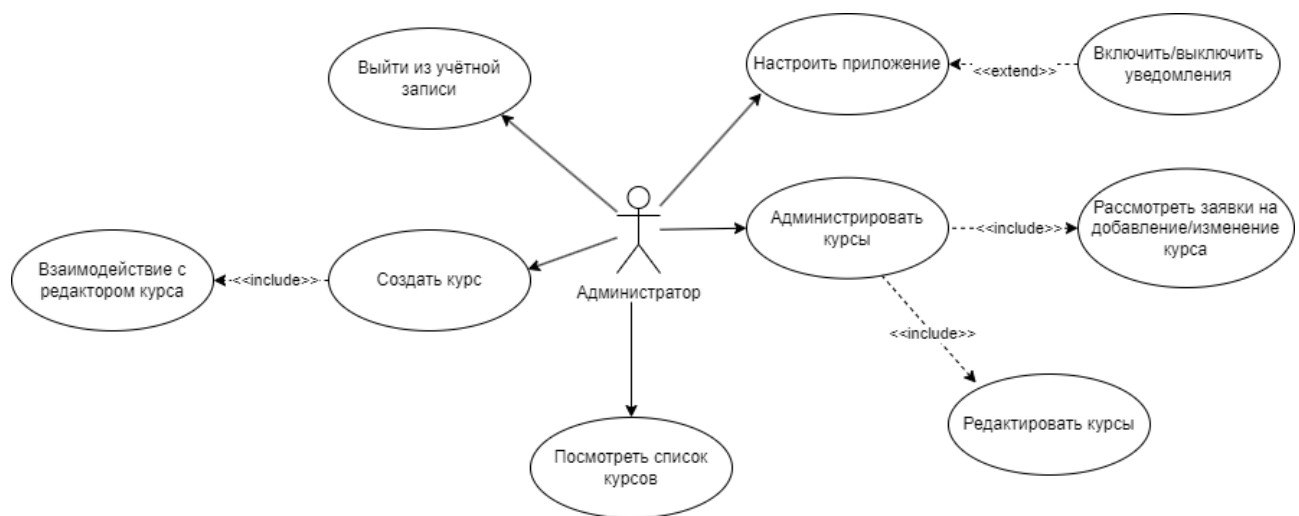 Выйти из учётной
записи
Настроить приложение
<<extend>>
Включить/выключить
уведомления
Администрировать
курсы
<<include>>
Рассмотреть заявки на
добавление/изменение
курса
Взаимодействие с
редактором курса
<<include>>
Создать курс
Администратор
<<include>>
Редактировать курсы
Посмотреть список
курсов